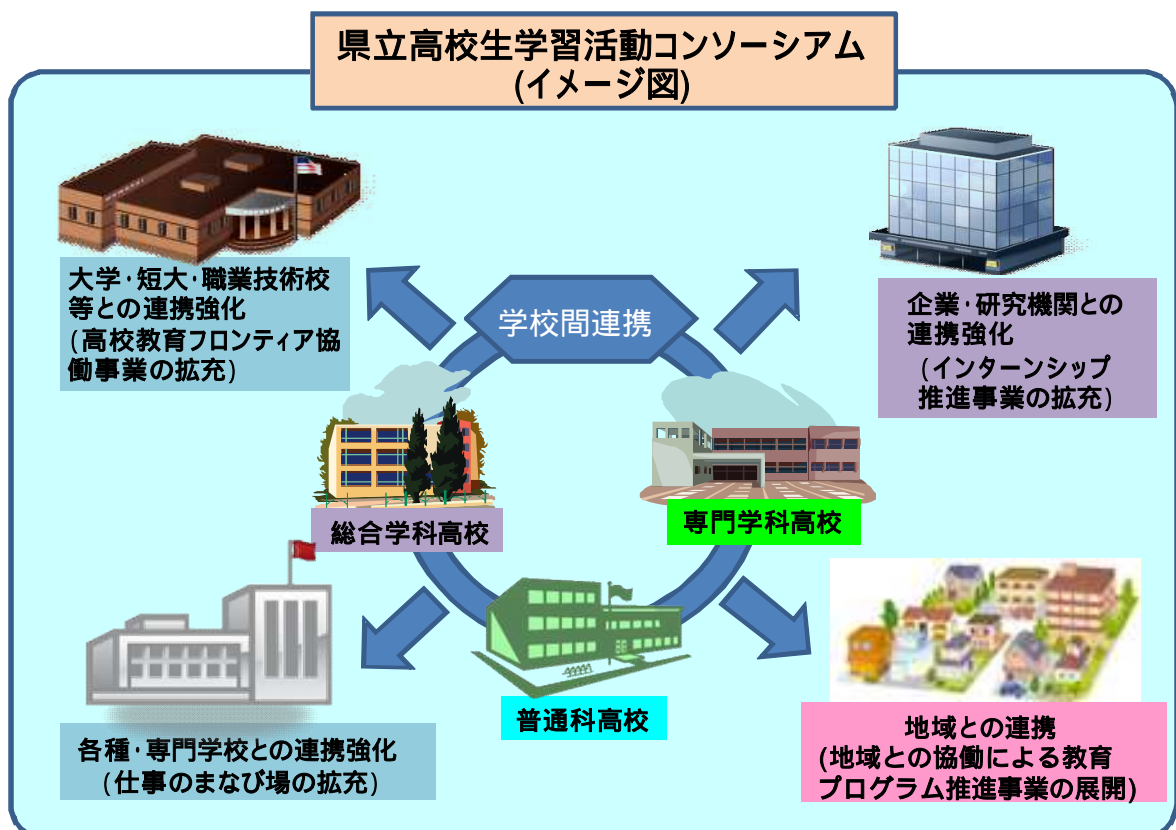 県立高校生学習活動コンソーシアム
(イメージ図)
大学・短大・職業技術校
等との連携強化
(高校教育フロンティア協
働事業の拡充)
学校間連携
企業・研究機関との
連携強化
(インターンシップ
推進事業の拡充)
総合学科高校
専門学科高校
普通科高校
各種・専門学校との連携強化
(仕事のまなび場の拡充)
地域との連携
(地域との協働による教育
プログラム推進事業の展開)